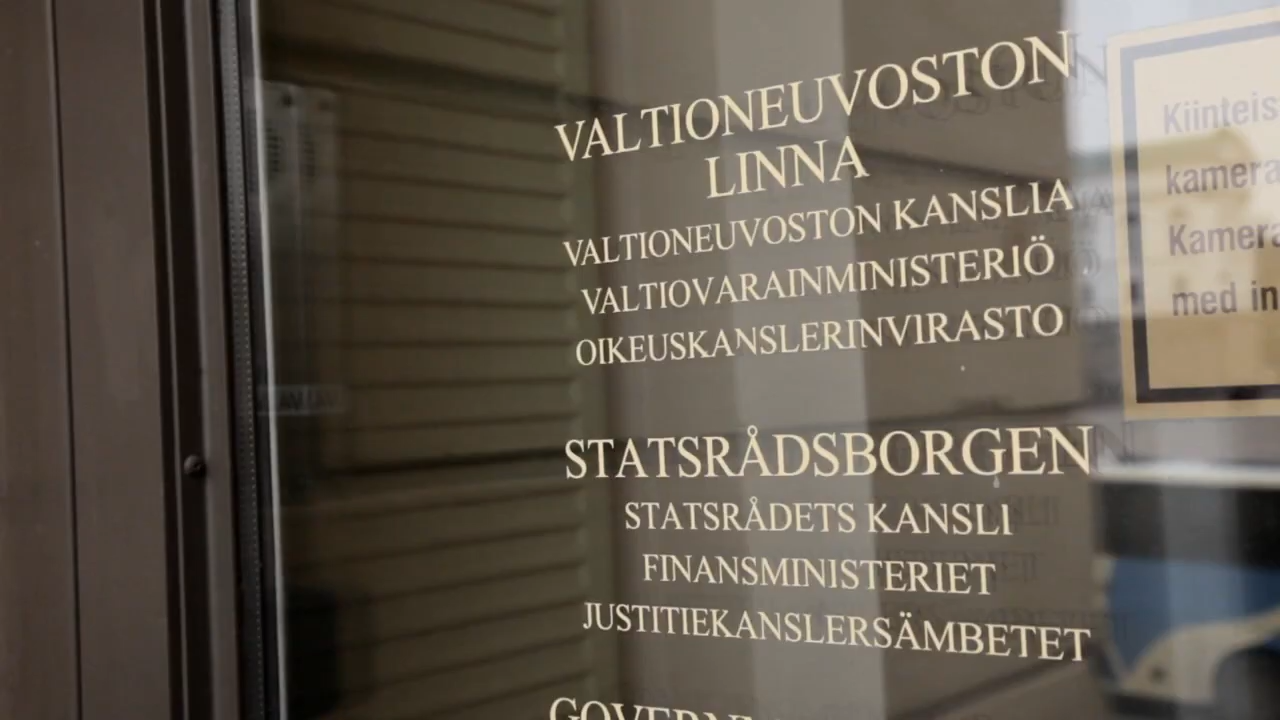 VALTIONEUVOSTON
LINNA
VALTIONEUVOSTON KANSLIA
VALTIOVARAINMINISTERIÖ
OIKEUSKANSLERINVIRASTO
STATSRÅDSBORGEN
STATSRÅDETS KANSLI
FINANSMINISTERIET
JUSTITIEKANSLERSÄMBETET
Kiinteis
kamera
Kamera
med in